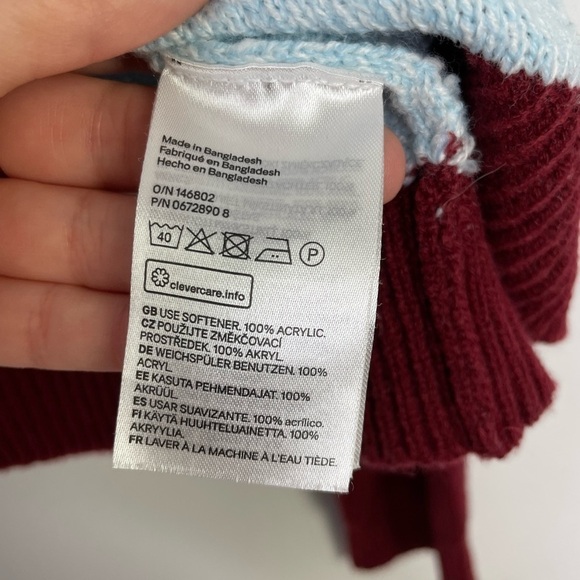 Made in Bangladesh
Fabriqué en Bangladesh
Hecho en Bangladesh
O/N 146802
P/N 0672890 8
40
P
clevercare.info
GB USE SOFTENER. 100% ACRYLIC.
CZ POUŽIJTE ZMĚKČOVACÍ
PROSTŘEDEK. 100% AKRYL.
DE WEICHSPÜLER BENUTZEN. 100%
ACRYL.
EE KASUTA PEHMENDAJAT. 100%
AKRÜÜL.
ES USAR SUAVIZANTE. 100% acrílico.
FI KÄYTÄ HUUHTELUAINETTA. 100%
AKRYYLIA.
FR LAVER À LA MACHINE À L'EAU TIÈDE.